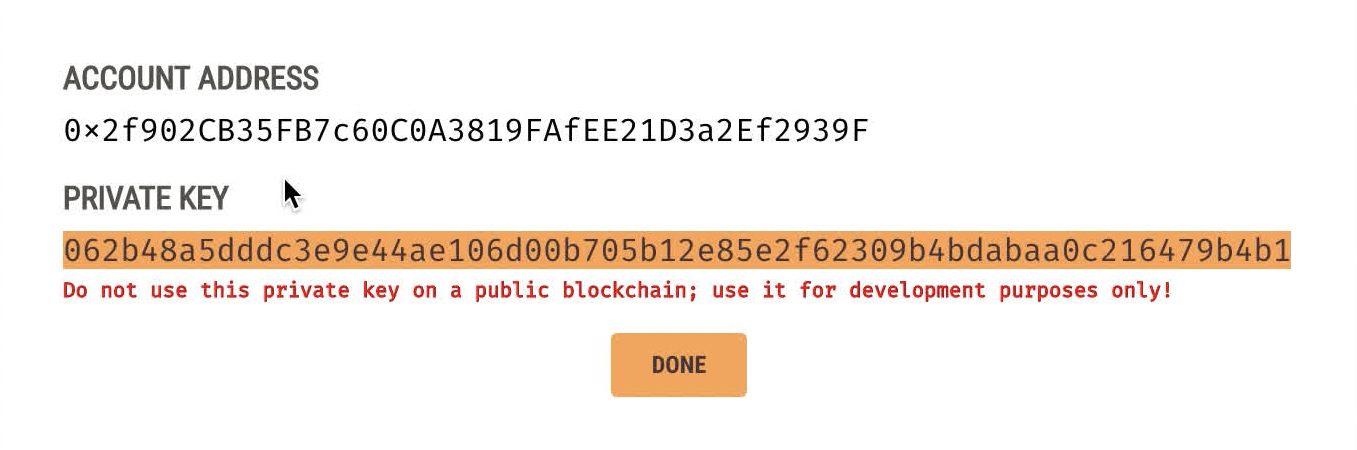 ACCOUNT ADDRESS
0×2f902CB35FB7c60C0A3819FAfEE21D3a2Ef2939F
PRIVATE KEY
062b48a5dddc3e9e44ae106d00b705b12e85e2f62309b4bdabaa0c216479b4b1
Do not use this private key on a public blockchain; use it for development purposes only!
DONE